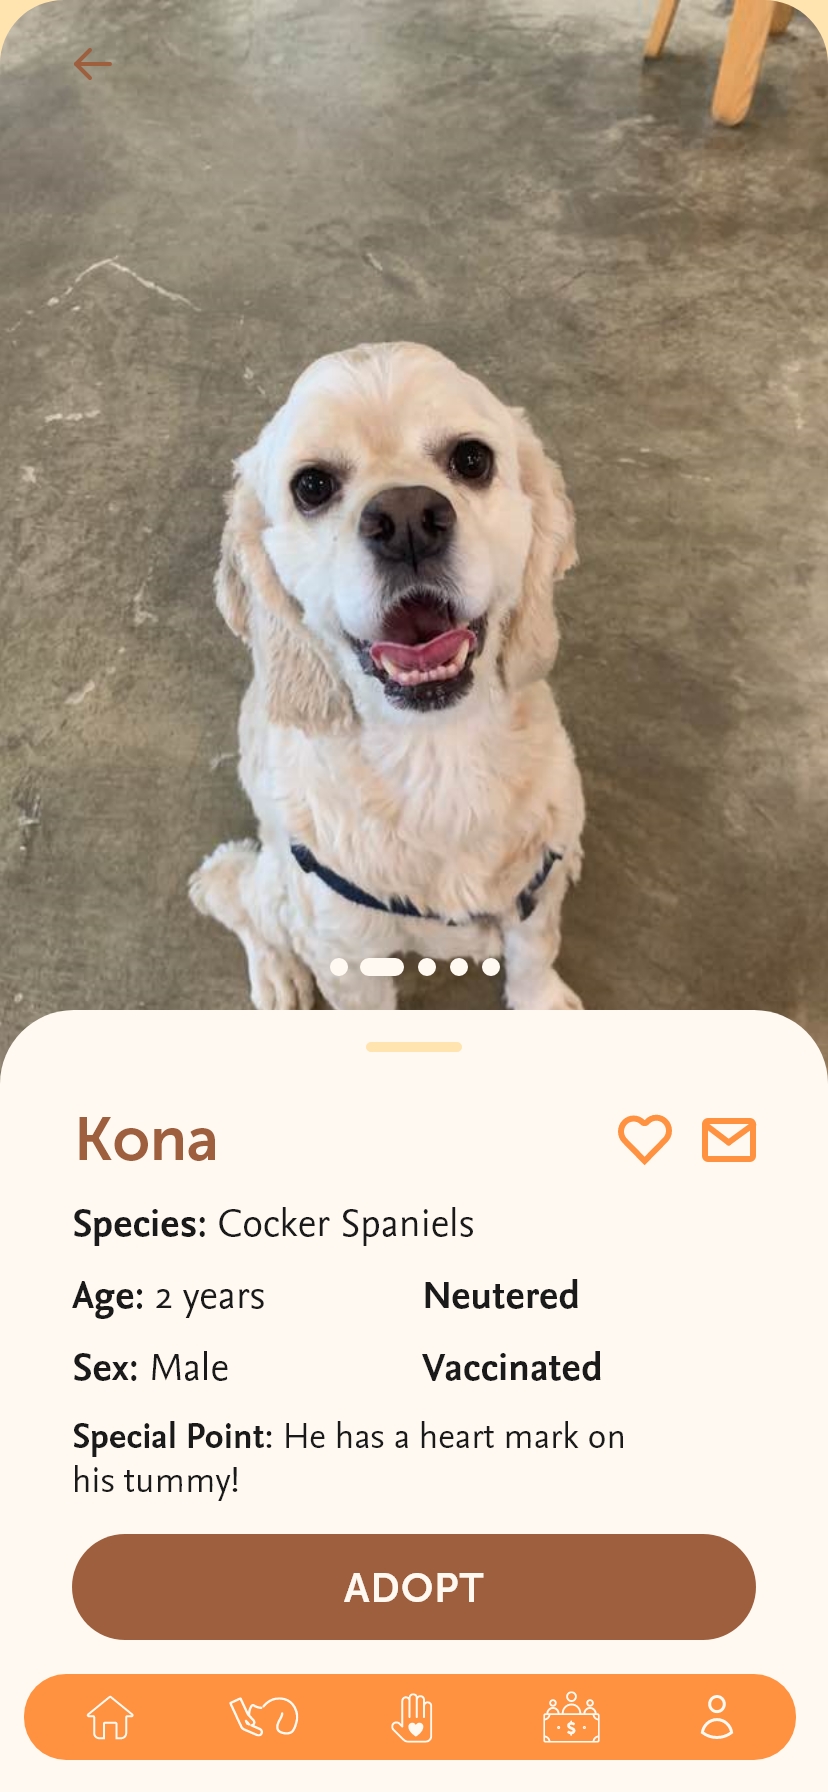 Kona
Species: Cocker Spaniels
Age: 2 years
Neutered
Sex: Male
Vaccinated
Special Point: He has a heart mark on
his tummy!
ADOPT
$